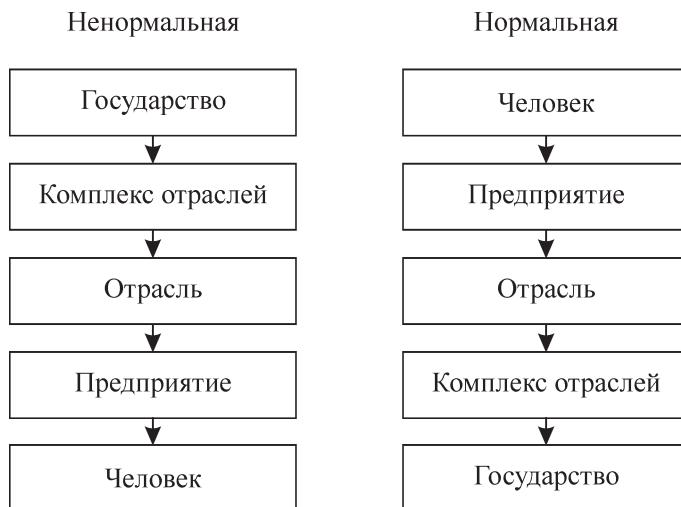 Ненормальная
Государство
Комплекс отраслей
Отрасль
Предприятие
Человек
Нормальная
Человек
Предприятие
Отрасль
Комплекс отраслей
Государство